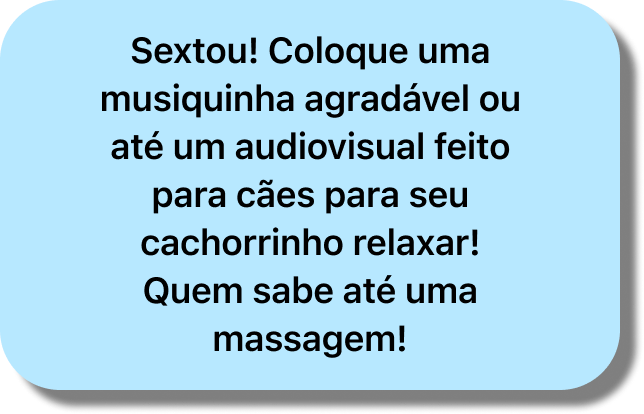 Sextou! Coloque uma
musiquinha agradável ou
até um audiovisual feito
para cães para seu
cachorrinho relaxar!
Quem sabe até uma
massagem!